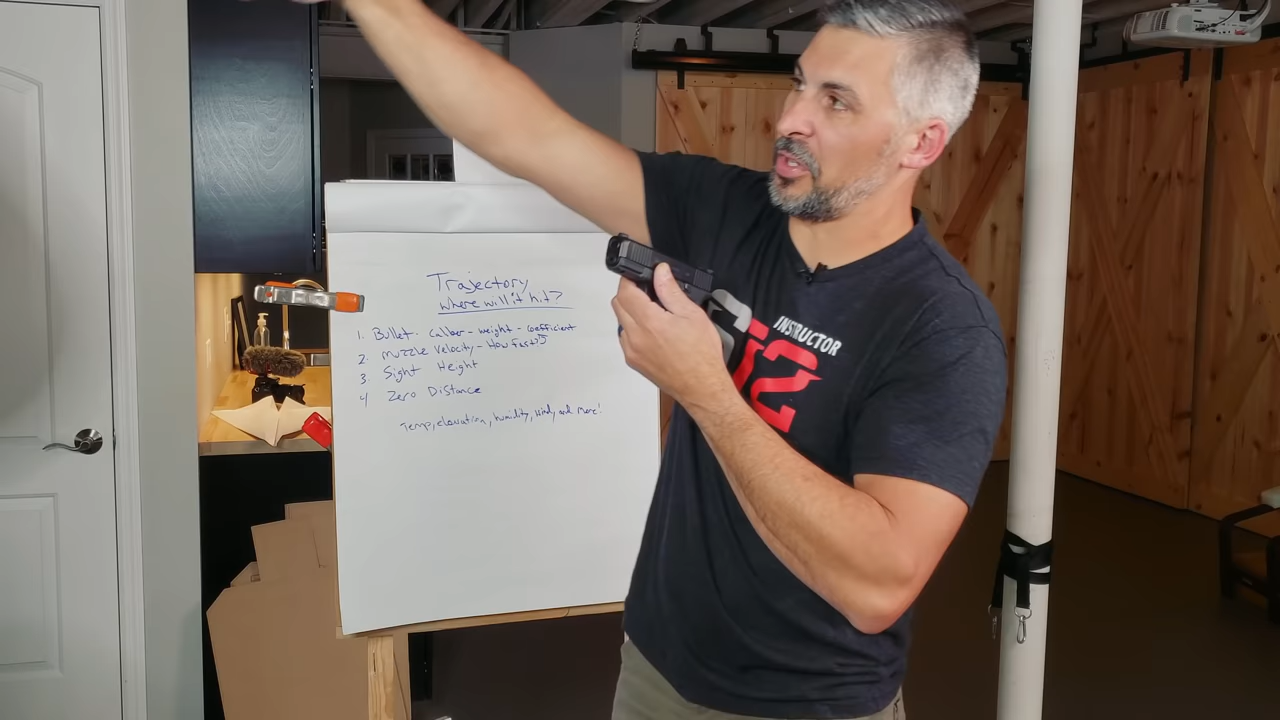 Trajectory
where will it hit?
1. Bullet - Caliber - weight - coefficient
2. Muzzle Velocity - How Fast??
3. Sight Height
4 Zero Distance
Temp, elevation, humidity, wind, and more!
INSTRUCTOR